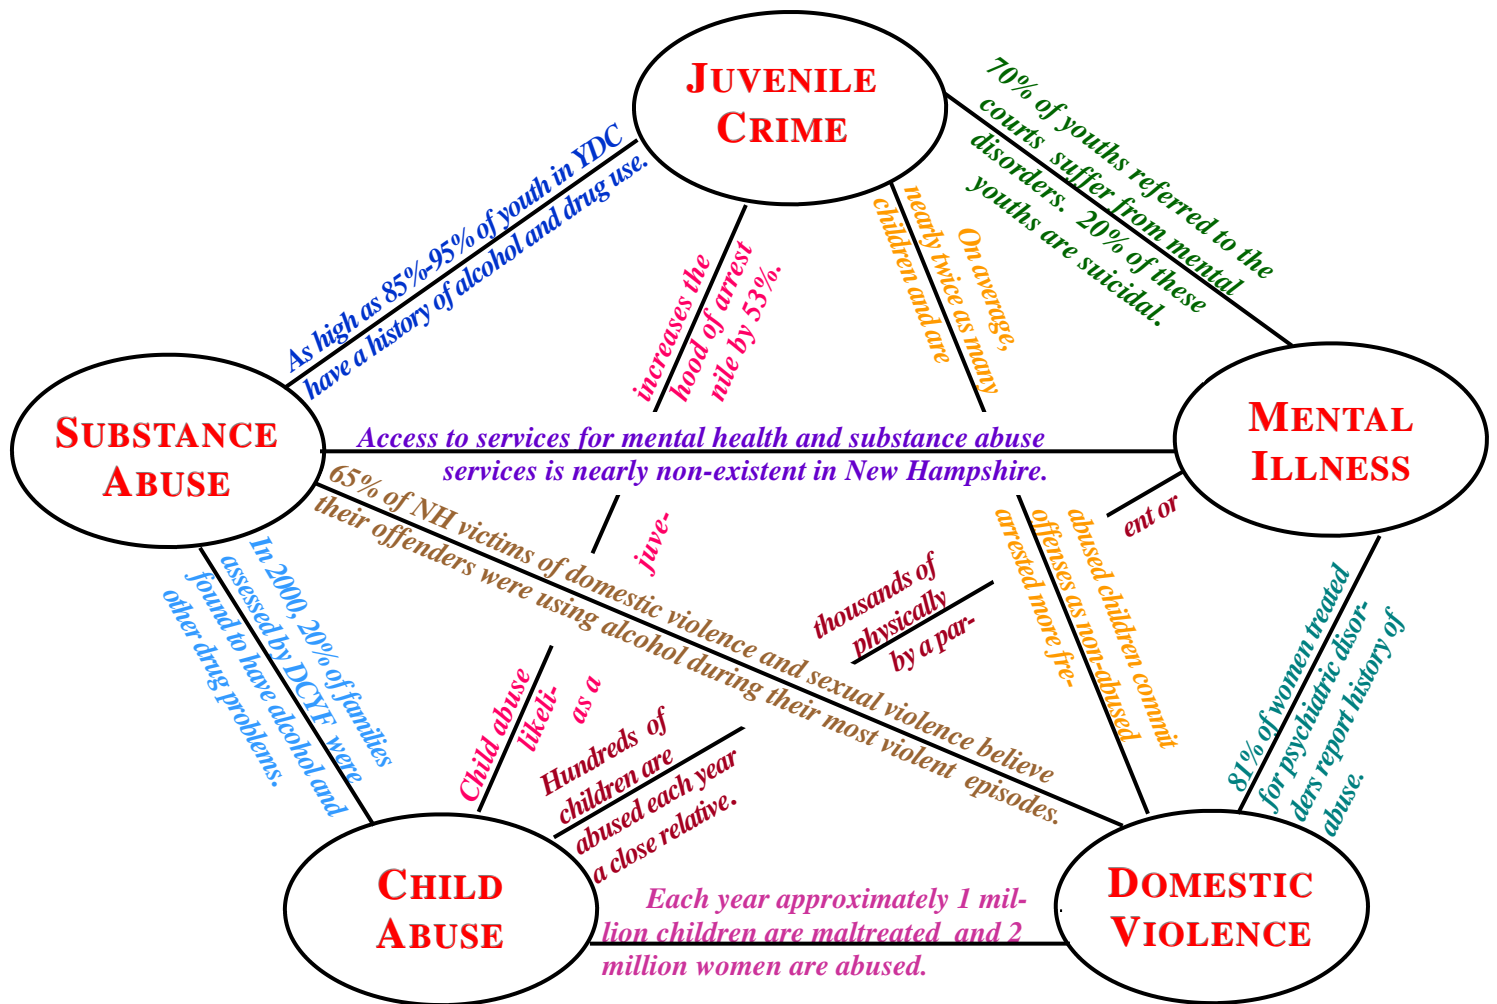 JUVENILE
CRIME
70% of youths referred to the
courts suffer from mental
disorders. 20% of these
youths are suicidal.
As high as 85%-95% of youth in YDC
have a history of alcohol and drug use.
increases the
hood of arrest
nile by 53%.
On average,
nearly twice as many
children and are
SUBSTANCE
ABUSE
MENTAL
ILLNESS
Access to services for mental health and substance abuse
services is nearly non-existent in New Hampshire.
65% of NH victims of domestic violence and sexual violence believe
their offenders were using alcohol during their most violent episodes.
juve-
ent or
thousands of
physically
by a par-
abused children commit
offenses as non-abused
arrested more fre-
In 2000, 20% of families
assessed by DCYF were
found to have alcohol and
other drug problems.
81% of women treated
for psychiatric disor-
ders report history of
abuse.
Child abuse
likeli-
as a
Hundreds of
children are
abused each year
a close relative.
CHILD
ABUSE
Each year approximately 1 mil-
lion children are maltreated and 2
million women are abused.
DOMESTIC
VIOLENCE